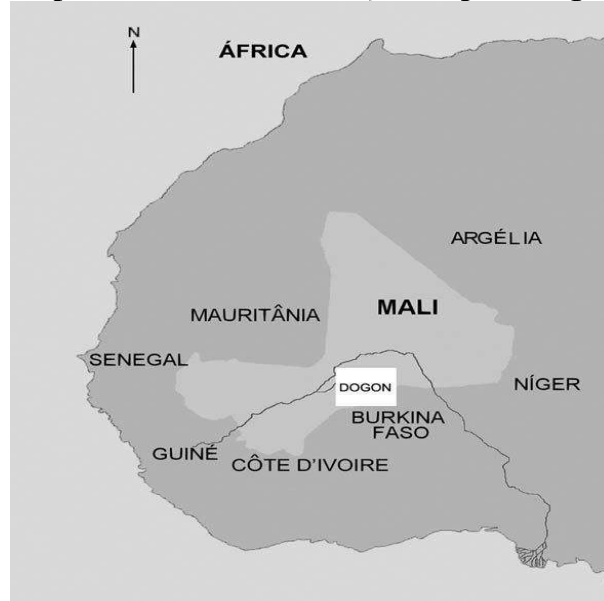 N
ÁFRICA
ARGÉLIA
MALI
MAURITÂNIA
SENEGAL
NÍGER
DOGON
BURKINA
FASO
GUINÉ
CÔTE D'IVOIRE